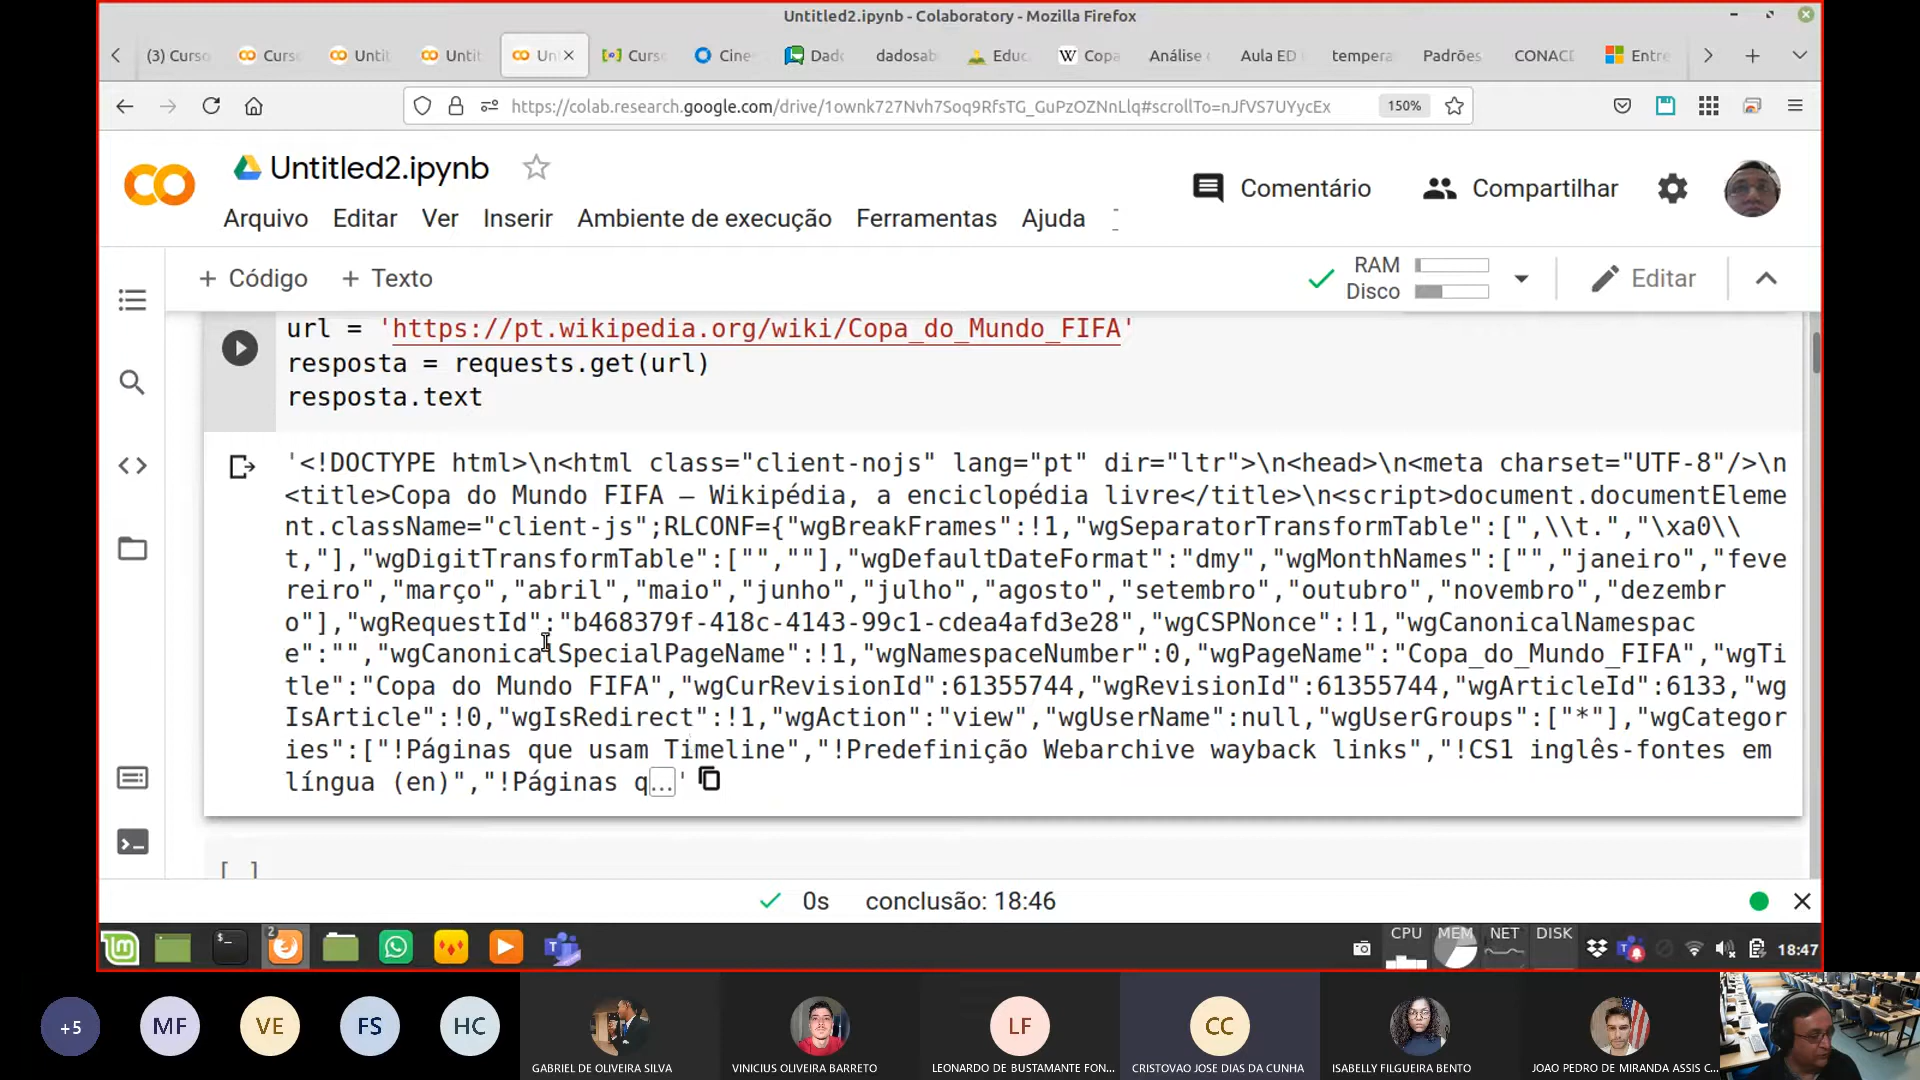 Untitled2.ipynb - Colaboratory - Mozilla Firefox
(3) Curso
Curso
Untit
Untit
Un
Curso
Cine
Dado
dadosab
Educ
Copa
Análise
Aula ED
tempera
Padrões
CONACD
Entre
https://colab.research.google.com/drive/1ownk727Nvh7Soq9RfsTG_GuPzOZNnLlq#scrollTo=nJfVS7UYycEx
150%
Untitled2.ipynb
Comentário
Compartilhar
Arquivo Editar Ver Inserir Ambiente de execução Ferramentas Ajuda
+ Código + Texto
RAM
Disco
Editar
url = 'https://pt.wikipedia.org/wiki/Copa_do_Mundo_FIFA'
resposta = requests.get(url)
resposta.text
'<!DOCTYPE html>\n<html class="client-nojs" lang="pt" dir="ltr">\n<head>\n<meta charset="UTF-8"/>\n
<title>Copa do Mundo FIFA – Wikipédia, a enciclopédia livre</title>\n<script>document.documentEleme
nt.className="client-js";RLCONF={"wgBreakFrames":!1,"wgSeparatorTransformTable":[",\\t.","\xa0\\
t,"],"wgDigitTransformTable":["",""],"wgDefaultDateFormat":"dmy","wgMonthNames":["","janeiro","feve
reiro","março","abril","maio","junho","julho","agosto","setembro","outubro","novembro","dezembr
o"],"wgRequestId":"b468379f-418c-4143-99c1-cdea4afd3e28","wgCSPNonce":!1,"wgCanonicalNamespac
e":"","wgCanonicalSpecialPageName":!1,"wgNamespaceNumber":0,"wgPageName":"Copa_do_Mundo_FIFA","wgTi
tle":"Copa do Mundo FIFA","wgCurRevisionId":61355744,"wgRevisionId":61355744,"wgArticleId":6133,"wg
IsArticle":!0,"wgIsRedirect":!1,"wgAction":"view","wgUserName":null,"wgUserGroups":["*"],"wgCategor
ies":["!Páginas que usam Timeline","!Predefinição Webarchive wayback links","!CS1 inglês-fontes em
língua (en)","!Páginas q...'
[ ]
0s conclusão: 18:46
2
CPU MEM NET DISK
18:47
+5
MF
VE
FS
HC
LF
CC
GABRIEL DE OLIVEIRA SILVA
VINICIUS OLIVEIRA BARRETO
LEONARDO DE BUSTAMANTE FON...
CRISTOVAO JOSE DIAS DA CUNHA
ISABELLY FILGUEIRA BENTO
JOAO PEDRO DE MIRANDA ASSIS C...